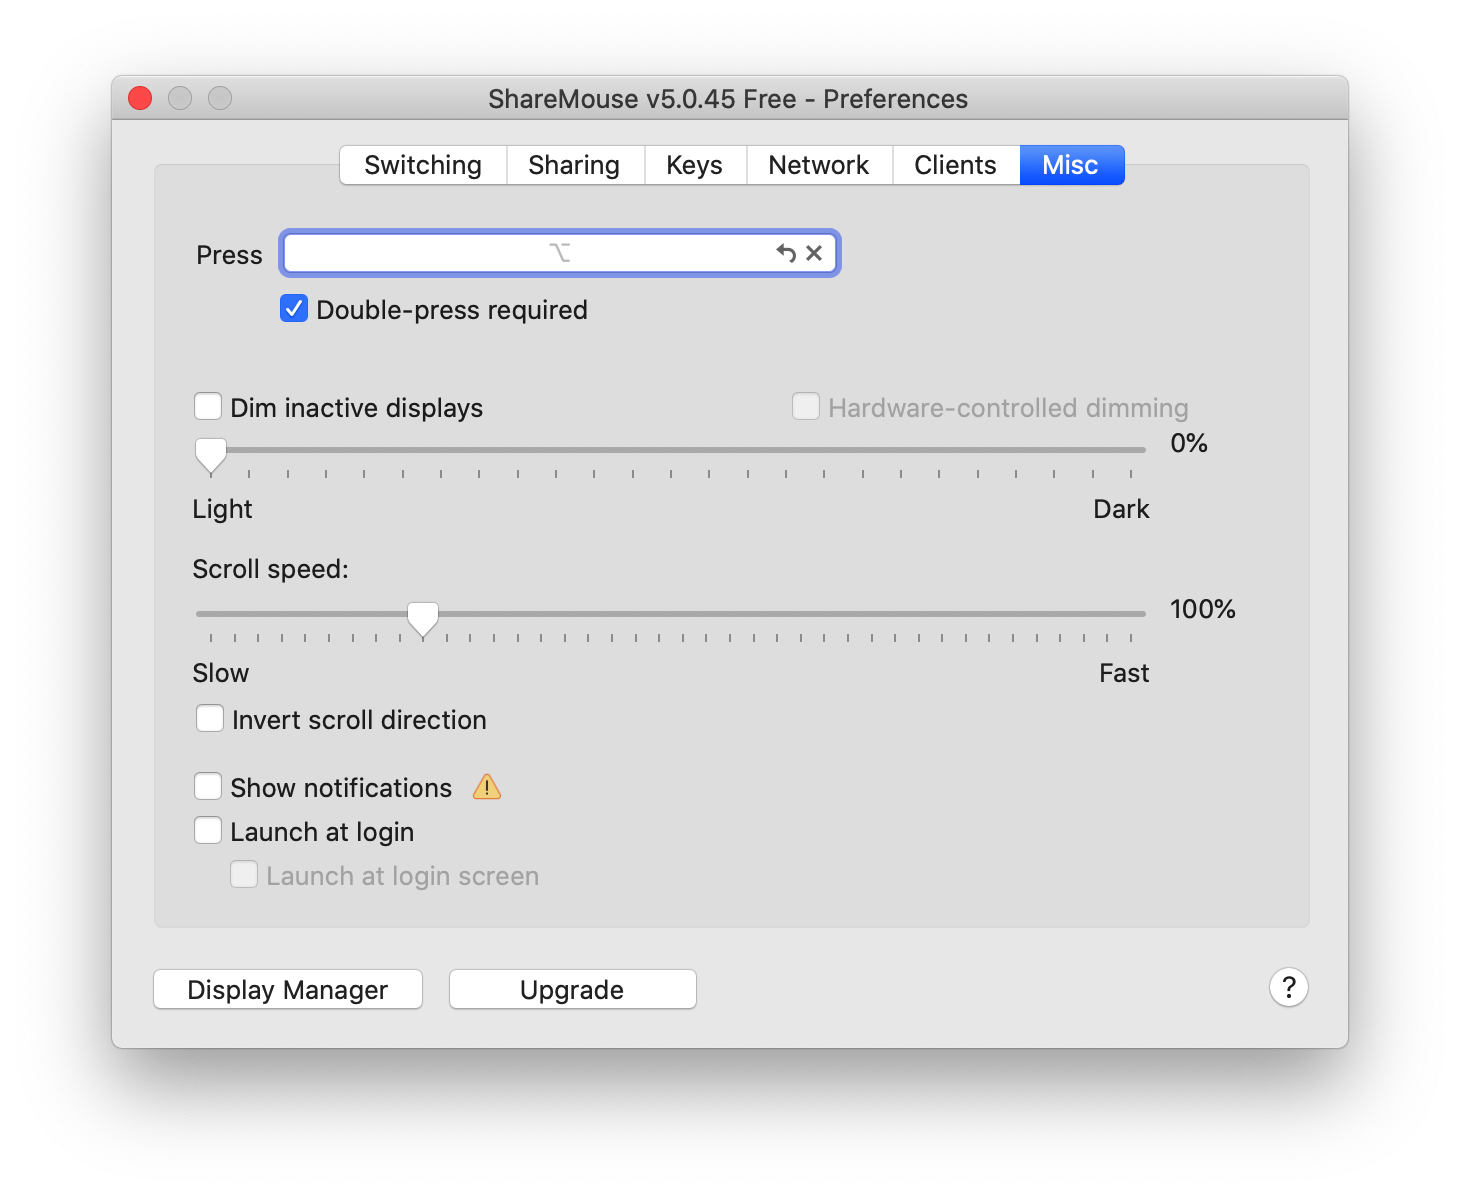 ShareMouse v5.0.45 Free - Preferences
Switching Sharing Keys Network Clients Misc
Press ⌥
Double-press required
Dim inactive displays Hardware-controlled dimming
0%
Light Dark
Scroll speed:
100%
Slow Fast
Invert scroll direction
Show notifications
Launch at login
Launch at login screen
Display Manager Upgrade ?